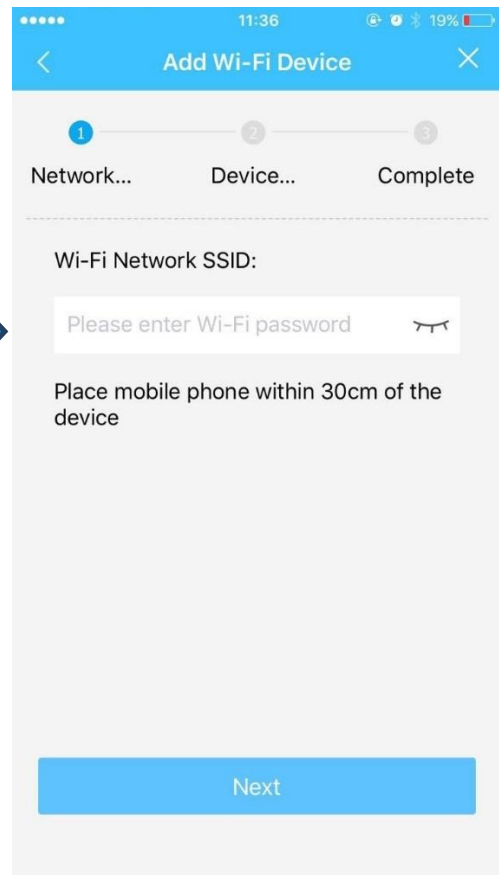 11:36 19%
Add Wi-Fi Device
1 2 3
Network... Device... Complete
Wi-Fi Network SSID:
Please enter Wi-Fi password
Place mobile phone within 30cm of the
device
Next